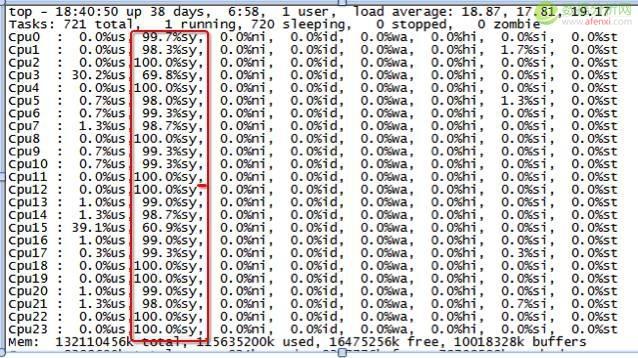 top - 18:40:50 up 38 days, 6:58, 1 user, load average: 18.87, 17.81, 19.17
Tasks: 721 total, 1 running, 720 sleeping, 0 stopped, 0 zombie
Cpu0 : 0.0%us, 99.7%sy, 0.0%ni, 0.0%id, 0.0%wa, 0.0%hi, 0.3%si, 0.0%st
Cpu1 : 0.0%us, 98.3%sy, 0.0%ni, 0.0%id, 0.0%wa, 0.0%hi, 1.7%si, 0.0%st
Cpu2 : 0.0%us,100.0%sy, 0.0%ni, 0.0%id, 0.0%wa, 0.0%hi, 0.0%si, 0.0%st
Cpu3 : 30.2%us, 69.8%sy, 0.0%ni, 0.0%id, 0.0%wa, 0.0%hi, 0.0%si, 0.0%st
Cpu4 : 0.0%us,100.0%sy, 0.0%ni, 0.0%id, 0.0%wa, 0.0%hi, 0.0%si, 0.0%st
Cpu5 : 0.7%us, 98.0%sy, 0.0%ni, 0.0%id, 0.0%wa, 0.0%hi, 1.3%si, 0.0%st
Cpu6 : 0.7%us, 99.3%sy, 0.0%ni, 0.0%id, 0.0%wa, 0.0%hi, 0.0%si, 0.0%st
Cpu7 : 1.3%us, 98.7%sy, 0.0%ni, 0.0%id, 0.0%wa, 0.0%hi, 0.0%si, 0.0%st
Cpu8 : 0.0%us,100.0%sy, 0.0%ni, 0.0%id, 0.0%wa, 0.0%hi, 0.0%si, 0.0%st
Cpu9 : 0.7%us, 99.3%sy, 0.0%ni, 0.0%id, 0.0%wa, 0.0%hi, 0.0%si, 0.0%st
Cpu10 : 0.7%us, 99.3%sy, 0.0%ni, 0.0%id, 0.0%wa, 0.0%hi, 0.0%si, 0.0%st
Cpu11 : 0.0%us,100.0%sy, 0.0%ni, 0.0%id, 0.0%wa, 0.0%hi, 0.0%si, 0.0%st
Cpu12 : 0.0%us,100.0%sy, 0.0%ni, 0.0%id, 0.0%wa, 0.0%hi, 0.0%si, 0.0%st
Cpu13 : 1.0%us, 99.0%sy, 0.0%ni, 0.0%id, 0.0%wa, 0.0%hi, 0.0%si, 0.0%st
Cpu14 : 1.3%us, 98.7%sy, 0.0%ni, 0.0%id, 0.0%wa, 0.0%hi, 0.0%si, 0.0%st
Cpu15 : 39.1%us, 60.9%sy, 0.0%ni, 0.0%id, 0.0%wa, 0.0%hi, 0.0%si, 0.0%st
Cpu16 : 1.0%us, 99.0%sy, 0.0%ni, 0.0%id, 0.0%wa, 0.0%hi, 0.0%si, 0.0%st
Cpu17 : 0.3%us, 99.3%sy, 0.0%ni, 0.0%id, 0.0%wa, 0.0%hi, 0.3%si, 0.0%st
Cpu18 : 0.0%us,100.0%sy, 0.0%ni, 0.0%id, 0.0%wa, 0.0%hi, 0.0%si, 0.0%st
Cpu19 : 0.0%us,100.0%sy, 0.0%ni, 0.0%id, 0.0%wa, 0.0%hi, 0.0%si, 0.0%st
Cpu20 : 1.0%us, 99.0%sy, 0.0%ni, 0.0%id, 0.0%wa, 0.0%hi, 0.0%si, 0.0%st
Cpu21 : 1.3%us, 98.0%sy, 0.0%ni, 0.0%id, 0.0%wa, 0.0%hi, 0.7%si, 0.0%st
Cpu22 : 0.0%us,100.0%sy, 0.0%ni, 0.0%id, 0.0%wa, 0.0%hi, 0.0%si, 0.0%st
Cpu23 : 0.0%us,100.0%sy, 0.0%ni, 0.0%id, 0.0%wa, 0.0%hi, 0.0%si, 0.0%st
Mem: 132110456k total, 115635200k used, 16475256k free, 10018328k buffers
www.afenxi.com